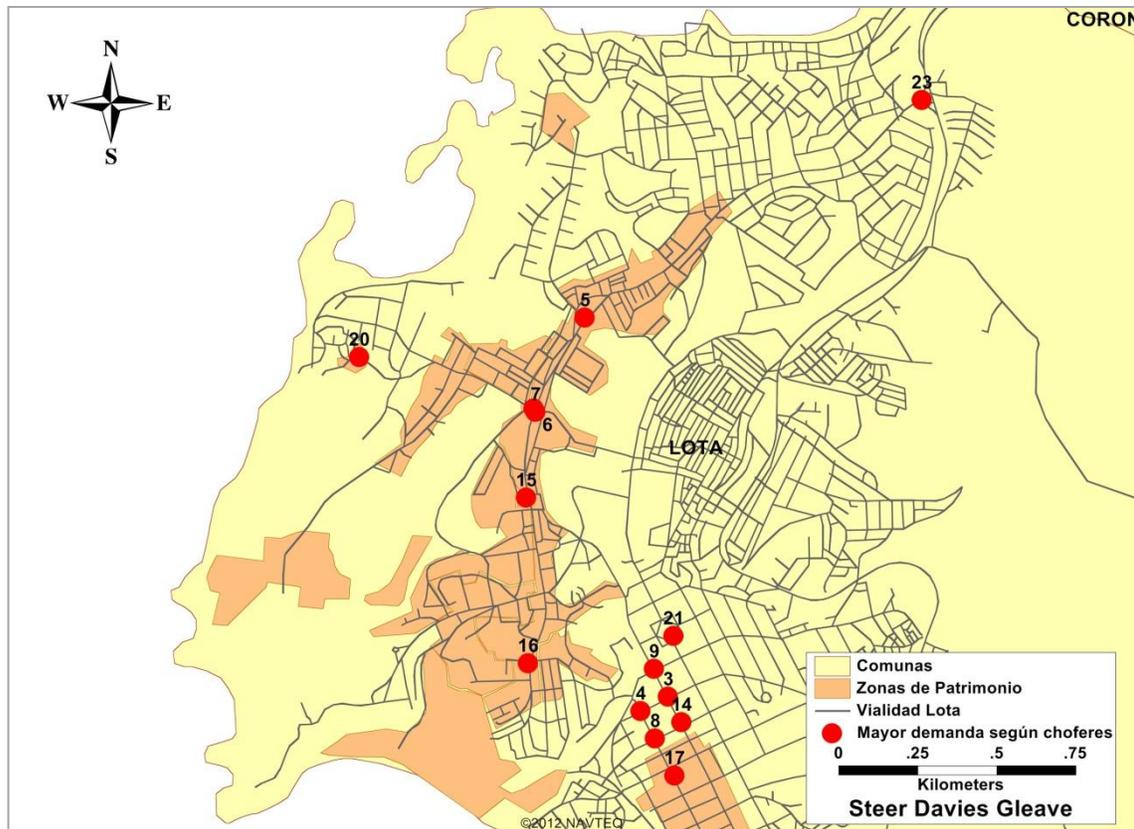 CORON
N
W E
S
23
5
20
7
6
LOTA
15
21
9
16
3
4
14
8
17
Comunas
Zonas de Patrimonio
Vialidad Lota
Mayor demanda según choferes
0 .25 .5 .75
Kilometers
Steer Davies Gleave
©2012 NAVTEQ